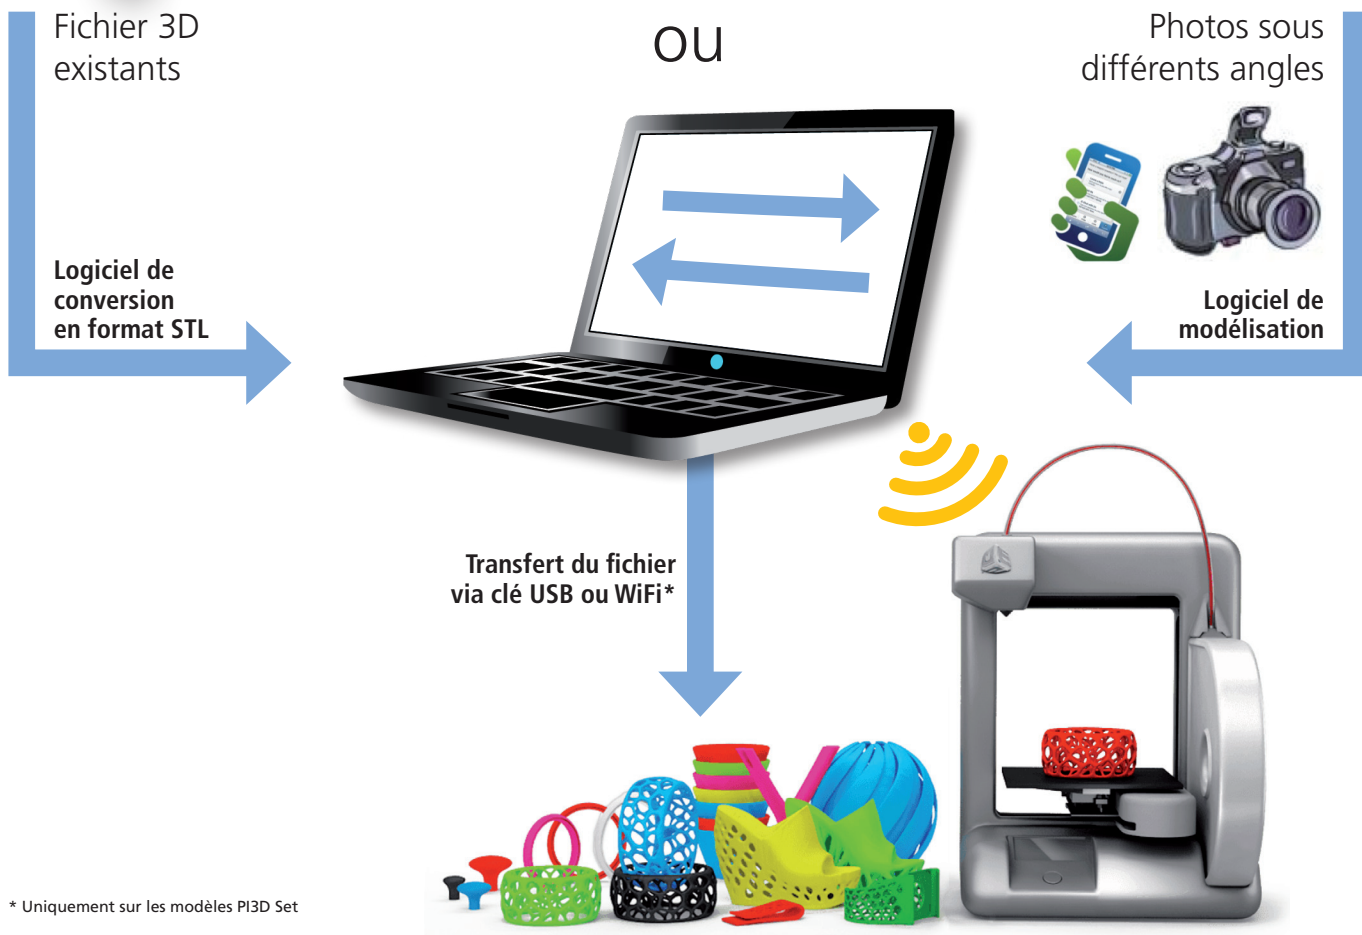 Fichier 3D
existants
ou
Photos sous
différents angles
Logiciel de
conversion
en format STL
Logiciel de
modélisation
Transfert du fichier
via clé USB ou WiFi*
* Uniquement sur les modèles PI3D Set